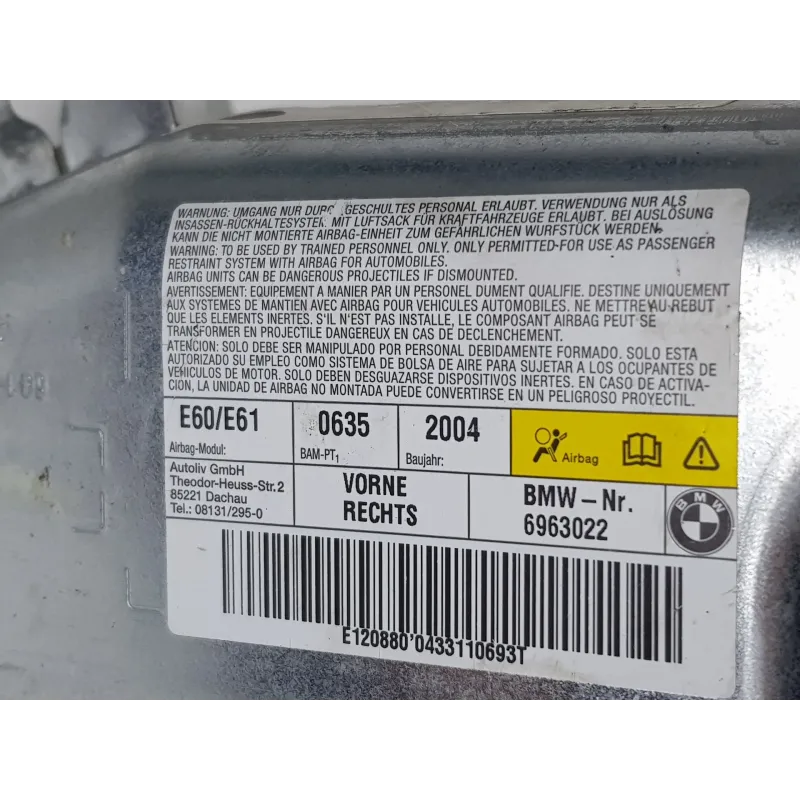 WARNUNG: UMGANG NUR DURC GESCHULTES PERSONAL ERLAUBT. VERWENDUNG NUR ALS
INSASSEN-RÜCKHALTESYSTEM, MIT LUFTSACK FÜR KRAFTFAHRZEUGE ERLAUBT. BEI AUSLÖSUNG
KANN DIE NICHT MONTIERTE AIRBAG-EINHEIT ZUM GEFÄHRLICHEN WURFSTÜCK WERDEN.
WARNING: TO BE USED BY TRAINED PERSONNEL ONLY. ONLY PERMITTED FOR USE AS PASSENGER
RESTRAINT SYSTEM WITH AIRBAG FOR AUTOMOBILES.
AIRBAG UNITS CAN BE DANGEROUS PROJECTILES IF DISMOUNTED.
AVERTISSEMENT: EQUIPEMENT A MANIER PAR UN PERSONEL DUMENT QUALIFIE. DESTINE UNIQUEMENT
AUX SYSTEMES DE MANTIEN AVEC AIRBAG POUR VEHICULES AUTOMOBILES. NE METTRE AU REBUT
QUE LES ELEMENTS INERTES. S'IL N'EST PAS INSTALLE, LE COMPOSANT AIRBAG PEUT SE
TRANSFORMER EN PROJECTILE DANGEREUX EN CAS DE DECLENCHEMENT.
ATENCION: SOLO DEBE SER MANIPULADO POR PERSONAL DEBIDAMENTE FORMADO. SOLO ESTA
AUTORIZADO SU EMPLEO COMO SISTEMA DE BOLSA DE AIRE PARA SUJETAR A LOS OCUPANTES DE
VEHICULOS DE MOTOR. SOLO DEBEN DESGUAZARSE DISPOSITIVOS INERTES. EN CASO DE ACTIVA-
CION, LA UNIDAD DE AIRBAG NO MONTADA PUEDE CONVERTIRSE EN UN PELIGROSO PROYECTIL.
E60/E61 0635 2004
Airbag-Modul: BAM-PT1 Baujahr: Airbag
Autoliv GmbH
Theodor-Heuss-Str.2
85221 Dachau
Tel.: 08131/295-0
VORNE
RECHTS
BMW-Nr.
6963022
BMW
E120880'0433110693T